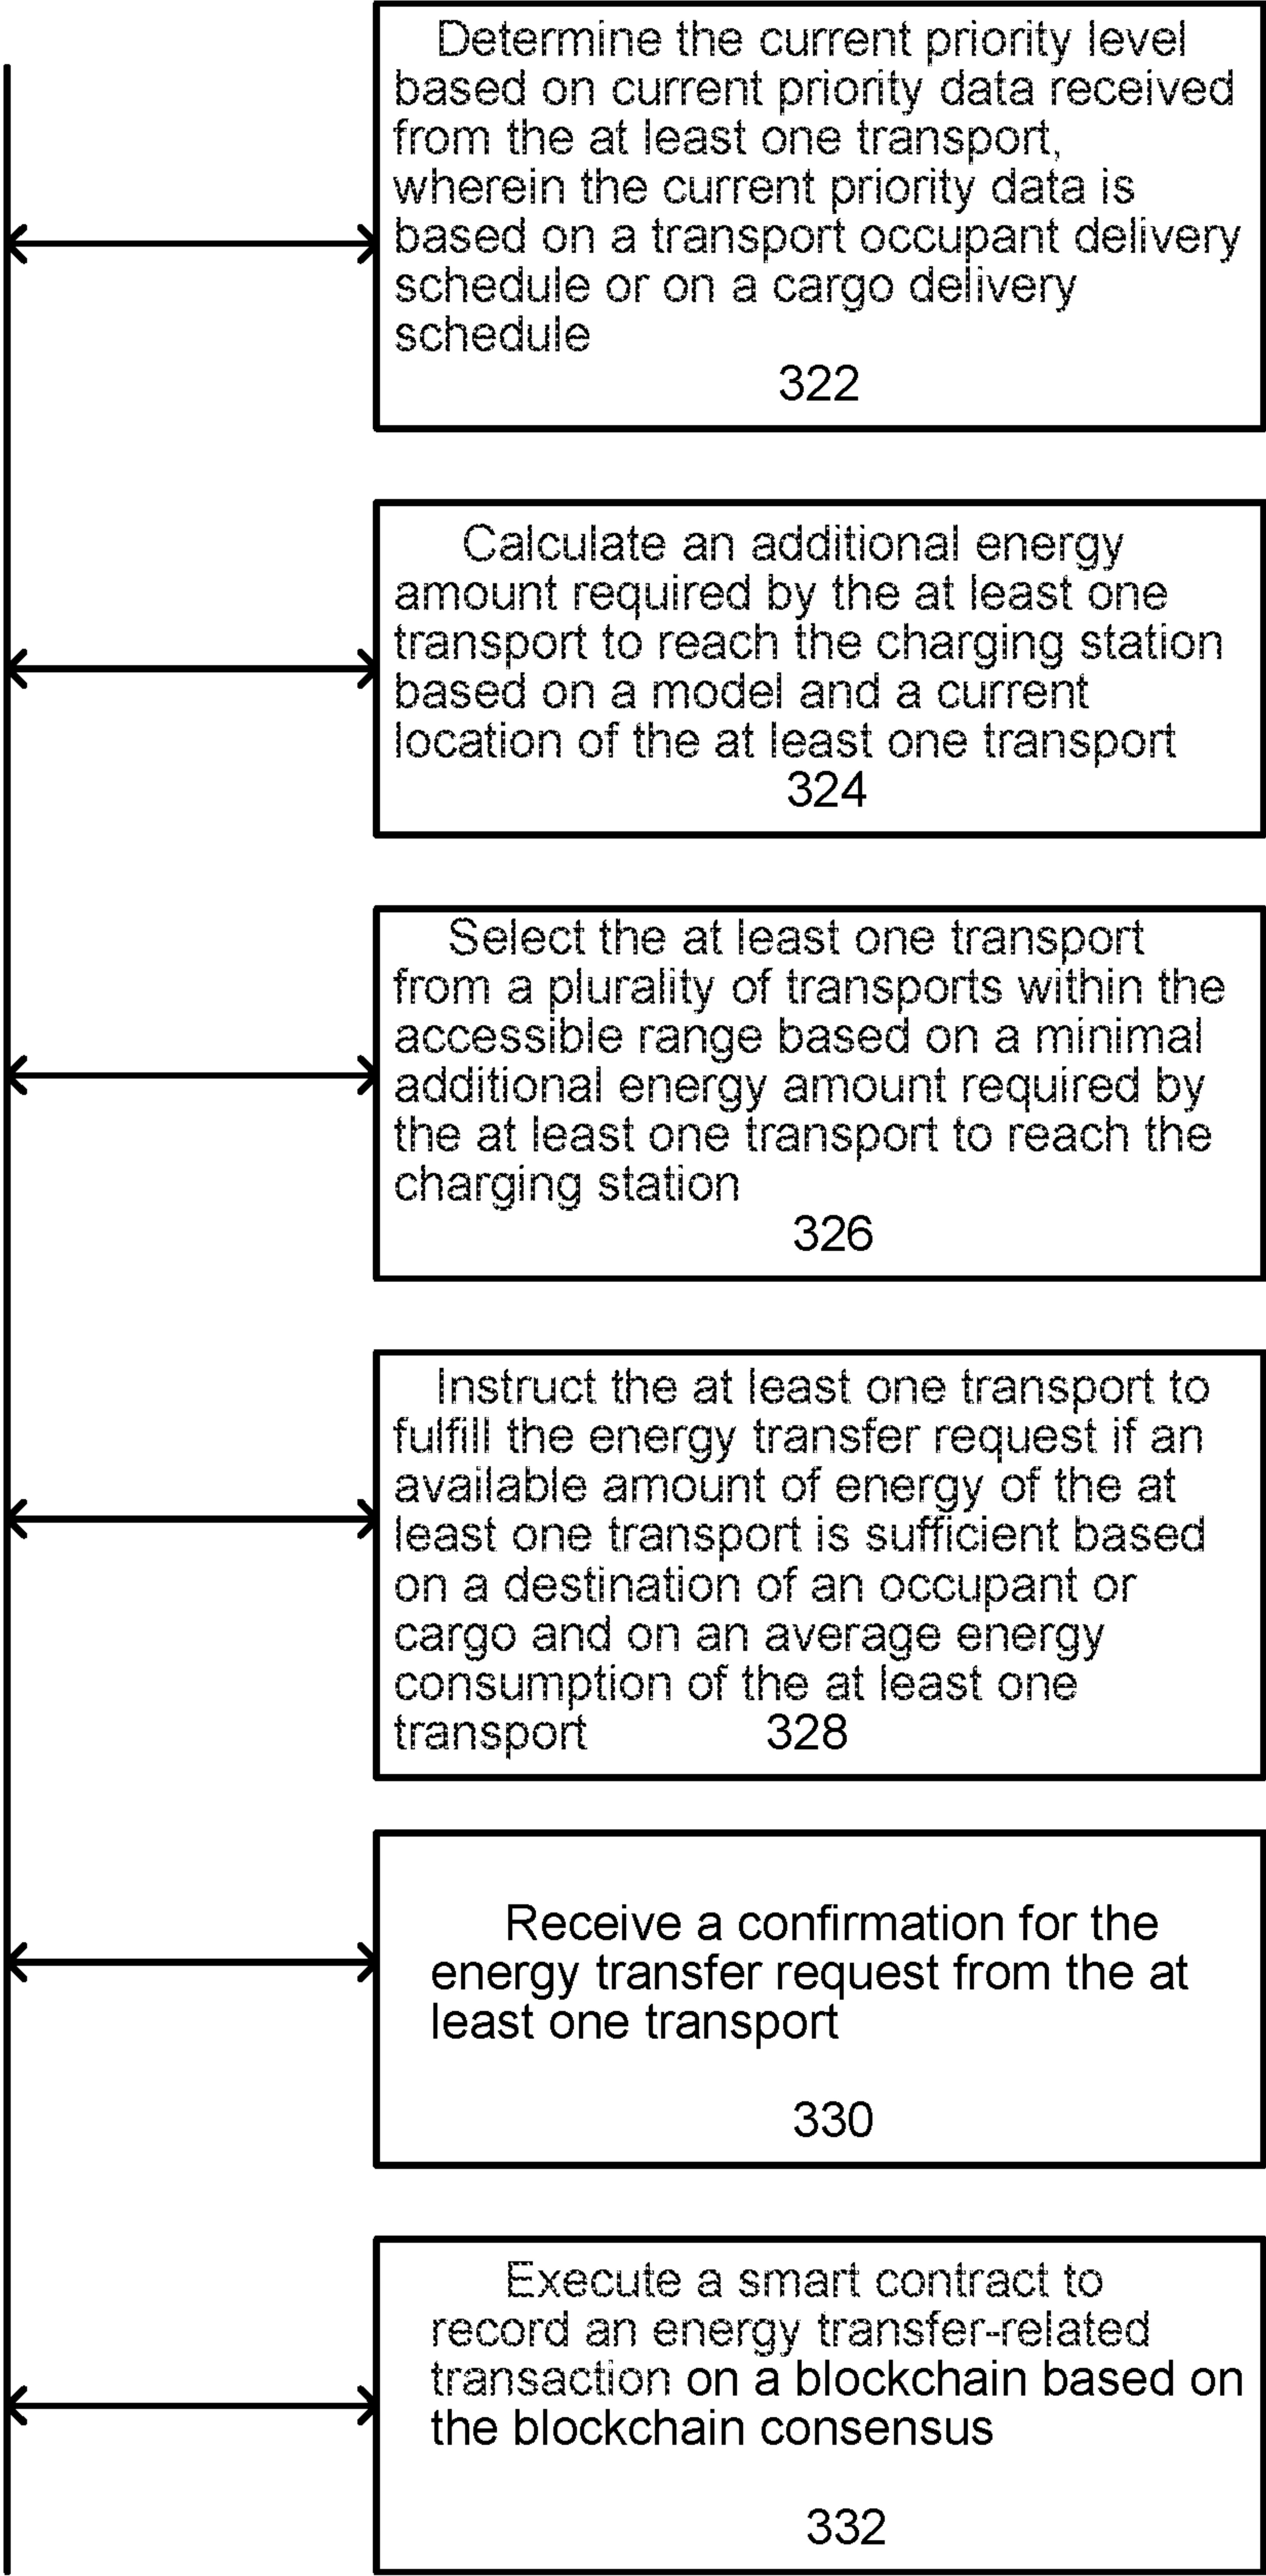 Determine the current priority level
based on current priority data received
from the at least one transport,
wherein the current priority data is
based on a transport occupant delivery
schedule or on a cargo delivery
schedule
322
Calculate an additional energy
amount required by the at least one
transport to reach the charging station
based on a model and a current
location of the at least one transport
324
Select the at least one transport
from a plurality of transports within the
accessible range based on a minimal
additional energy amount required by
the at least one transport to reach the
charging station
326
Instruct the at least one transport to
fulfill the energy transfer request if an
available amount of energy of the at
least one transport is sufficient based
on a destination of an occupant or
cargo and on an average energy
consumption of the at least one
transport 328
Receive a confirmation for the
energy transfer request from the at
least one transport
330
Execute a smart contract to
record an energy transfer-related
transaction on a blockchain based on
the blockchain consensus
332